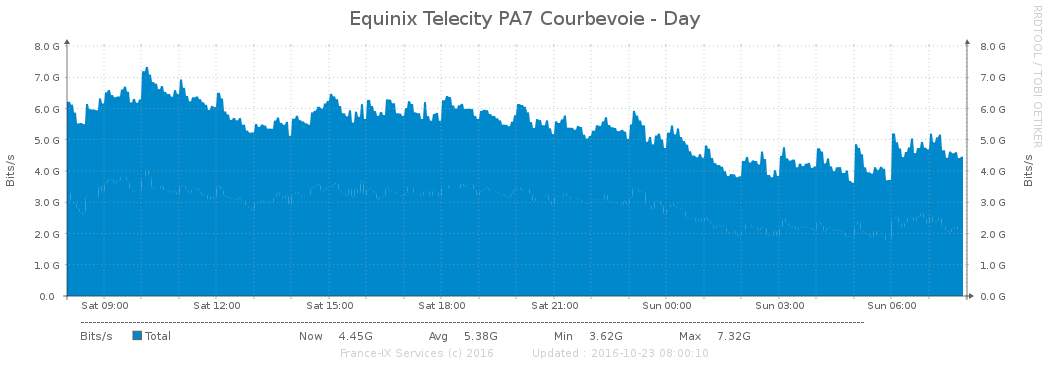 Equinix Telecity PA7 Courbevoie - Day
RRDTOOL / TOBI OETIKER
Bits/s
8.0 G
7.0 G
6.0 G
5.0 G
4.0 G
3.0 G
2.0 G
1.0 G
0.0
8.0 G
7.0 G
6.0 G
5.0 G
4.0 G
3.0 G
2.0 G
1.0 G
0.0 G
Bits/s
Sat 09:00 Sat 12:00 Sat 15:00 Sat 18:00 Sat 21:00 Sun 00:00 Sun 03:00 Sun 06:00
Bits/s Total Now 4.45G Avg 5.38G Min 3.62G Max 7.32G
France-IX Services (c) 2016 Updated : 2016-10-23 08:00:10